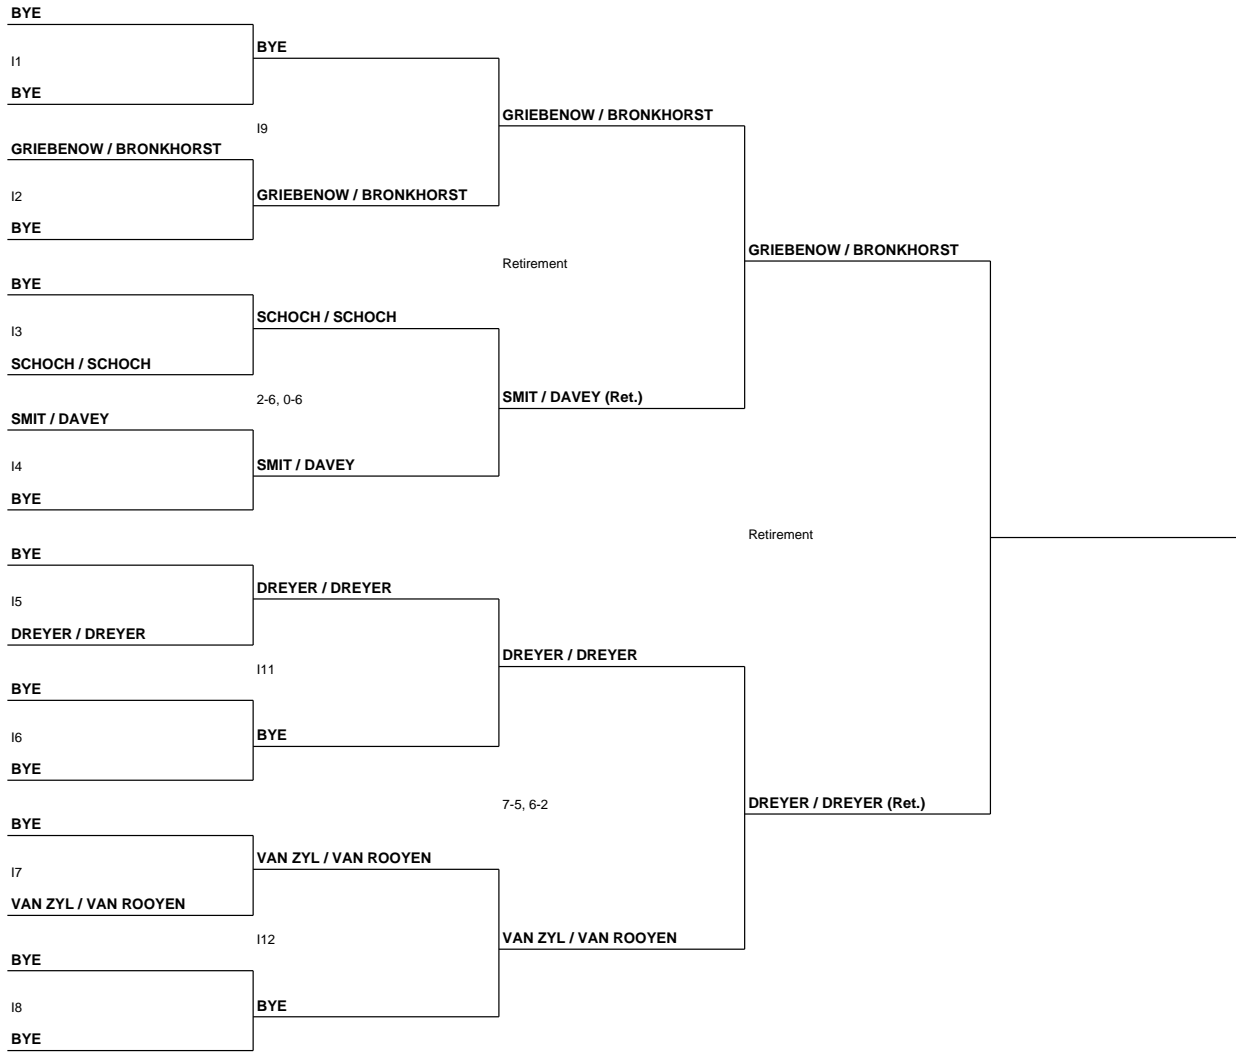 BYE
I1
BYE
BYE
I9
GRIEBENOW / BRONKHORST
I2
BYE
GRIEBENOW / BRONKHORST
GRIEBENOW / BRONKHORST
BYE
I3
SCHOCH / SCHOCH
SCHOCH / SCHOCH
2-6, 0-6
SMIT / DAVEY
I4
BYE
SMIT / DAVEY
Retirement
SMIT / DAVEY (Ret.)
GRIEBENOW / BRONKHORST
BYE
I5
DREYER / DREYER
DREYER / DREYER
I11
BYE
I6
BYE
BYE
DREYER / DREYER
BYE
I7
VAN ZYL / VAN ROOYEN
VAN ZYL / VAN ROOYEN
I12
BYE
I8
BYE
BYE
7-5, 6-2
VAN ZYL / VAN ROOYEN
Retirement
DREYER / DREYER (Ret.)